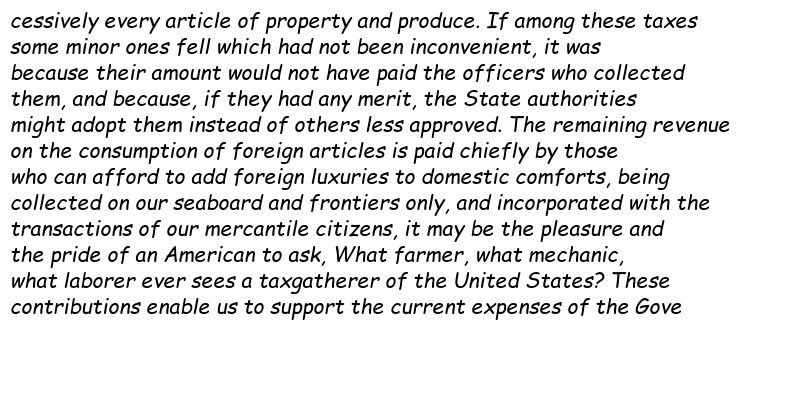 cessively every article of property and produce. If among these taxes
some minor ones fell which had not been inconvenient, it was
because their amount would not have paid the officers who collected
them, and because, if they had any merit, the State authorities
might adopt them instead of others less approved. The remaining revenue
on the consumption of foreign articles is paid chiefly by those
who can afford to add foreign luxuries to domestic comforts, being
collected on our seaboard and frontiers only, and incorporated with the
transactions of our mercantile citizens, it may be the pleasure and
the pride of an American to ask, What farmer, what mechanic,
what laborer ever sees a taxgatherer of the United States? These
contributions enable us to support the current expenses of the Gove